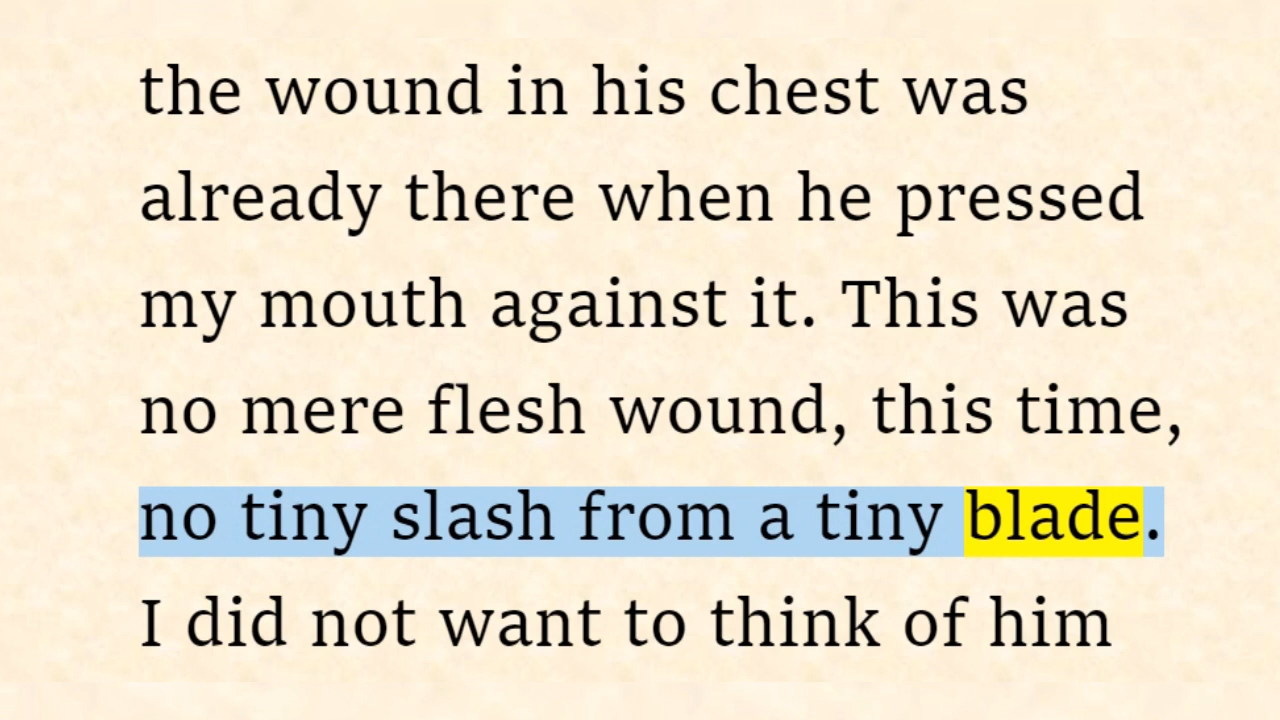 the wound in his chest was
already there when he pressed
my mouth against it. This was
no mere flesh wound, this time,
no tiny slash from a tiny blade.
I did not want to think of him